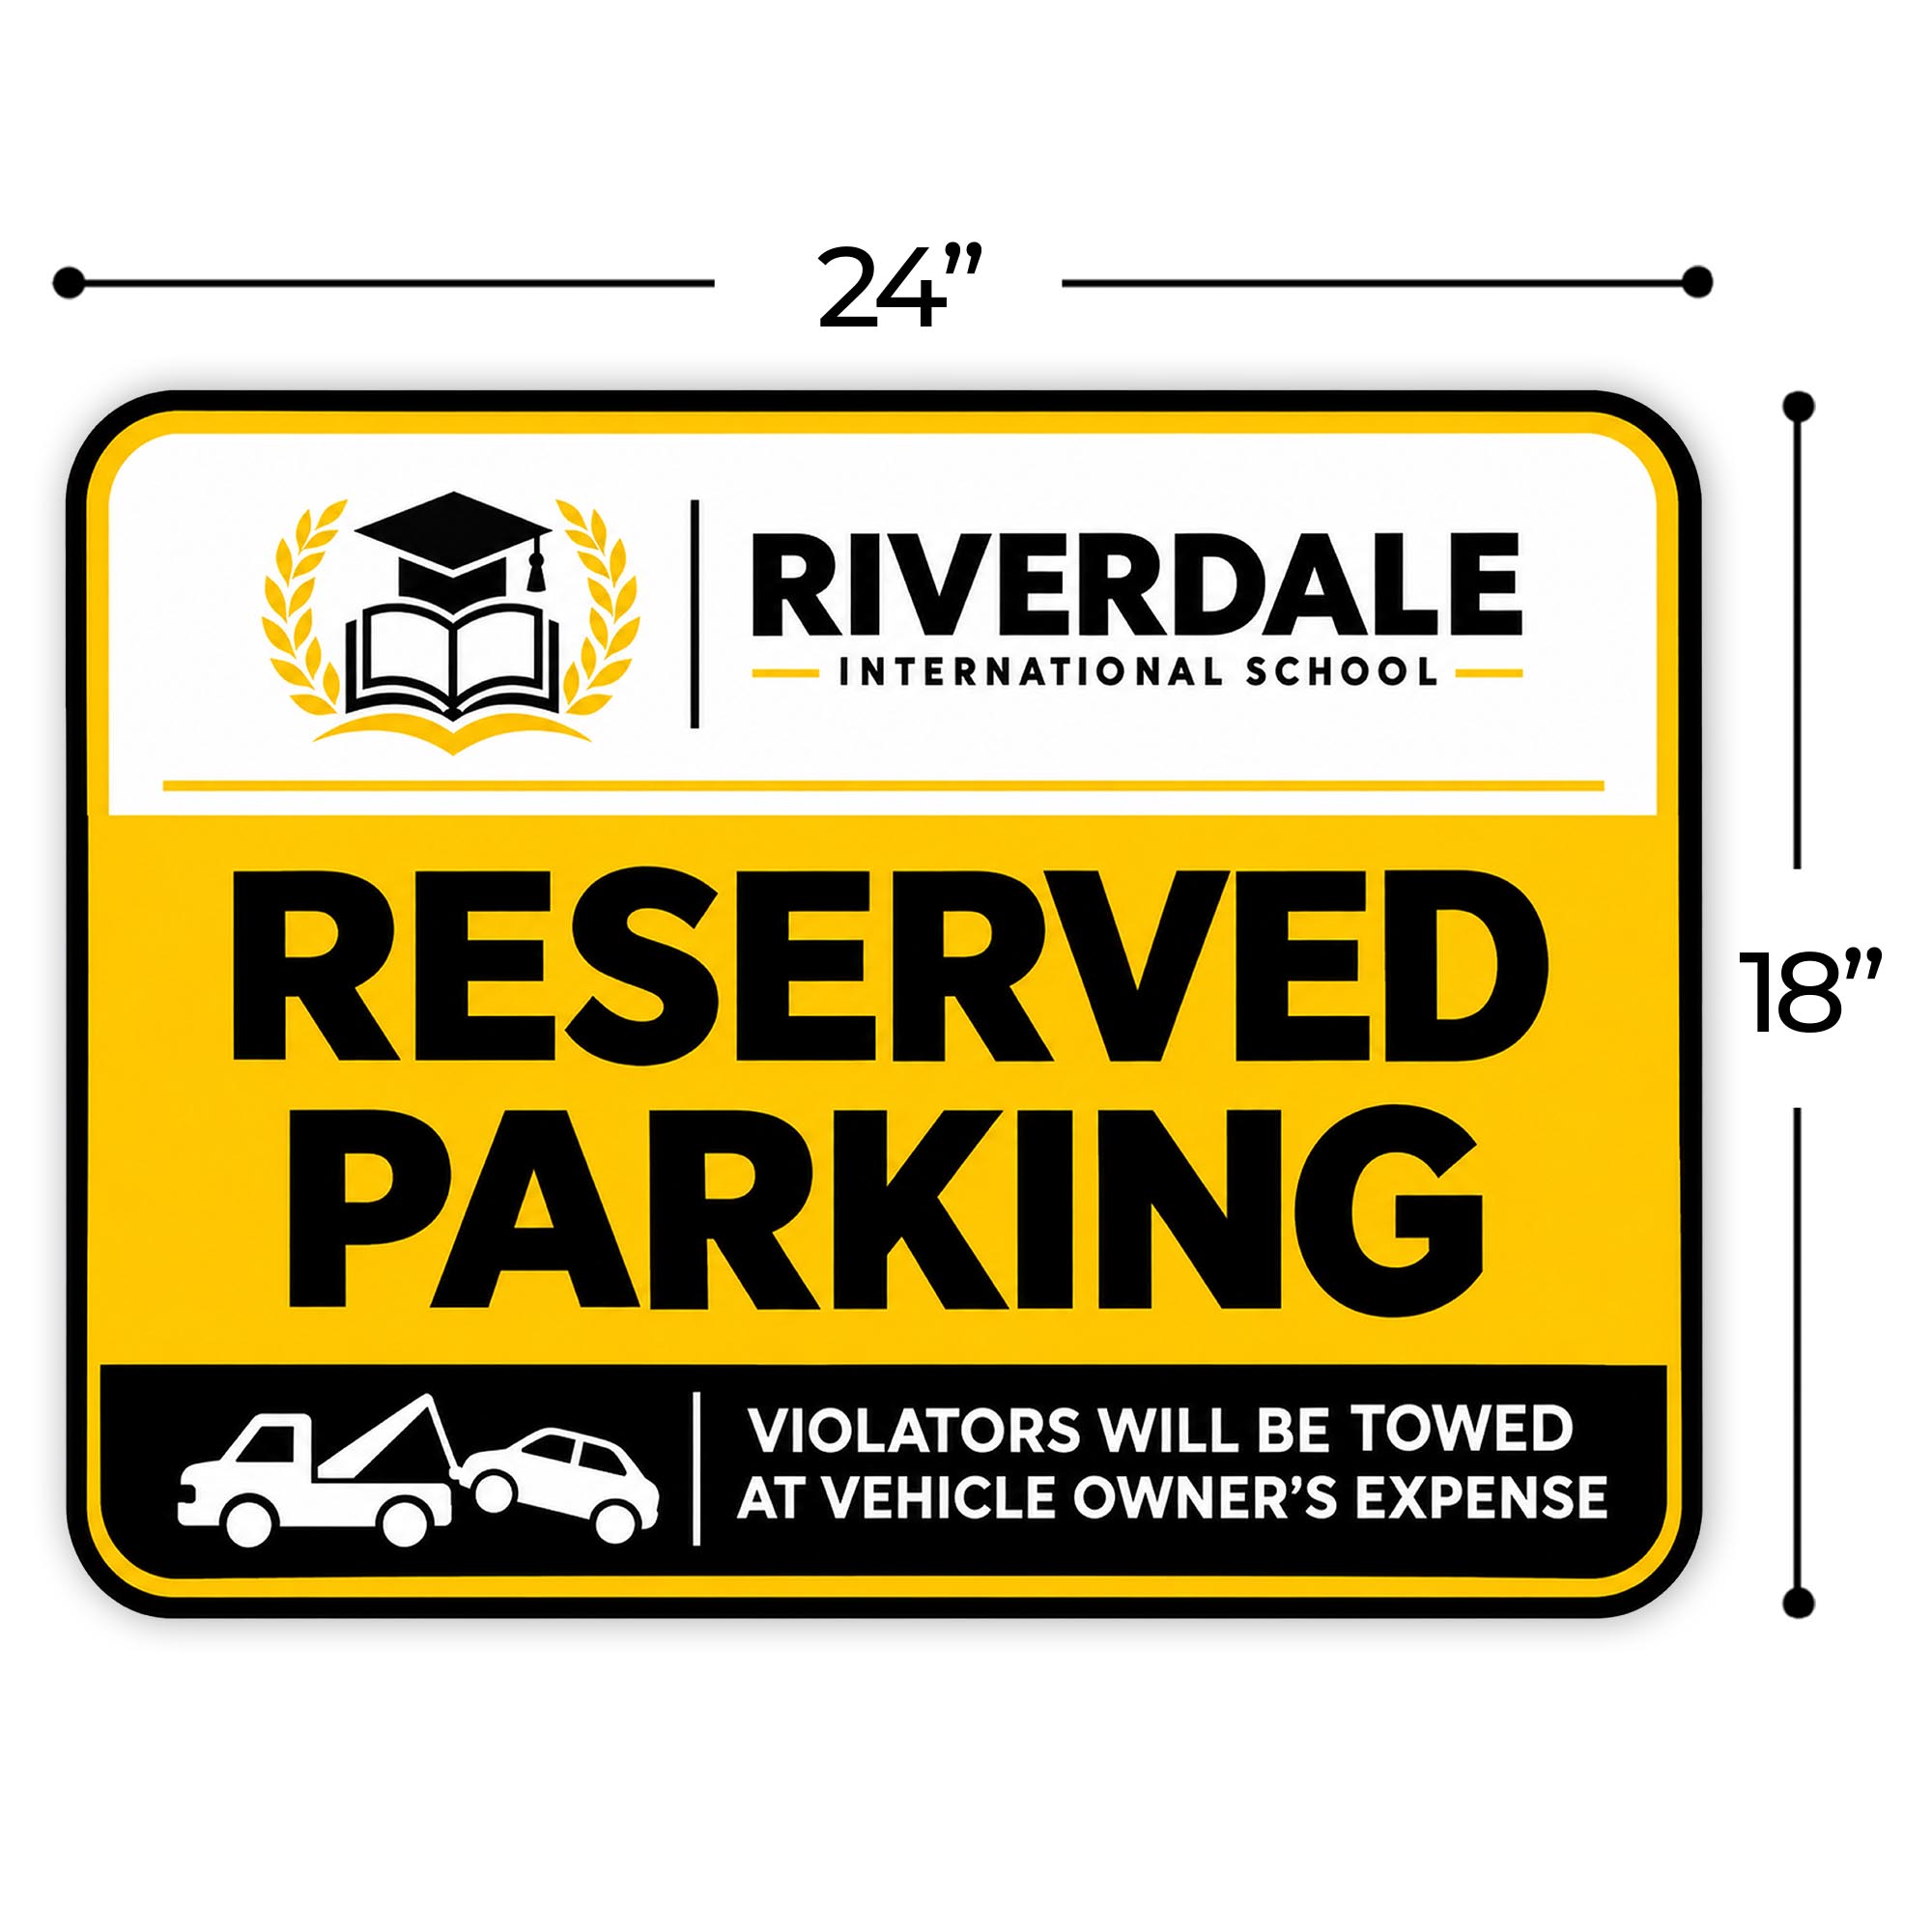 24”
RIVERDALE
INTERNATIONAL SCHOOL
RESERVED
PARKING
18”
VIOLATORS WILL BE TOWED
AT VEHICLE OWNER’S EXPENSE